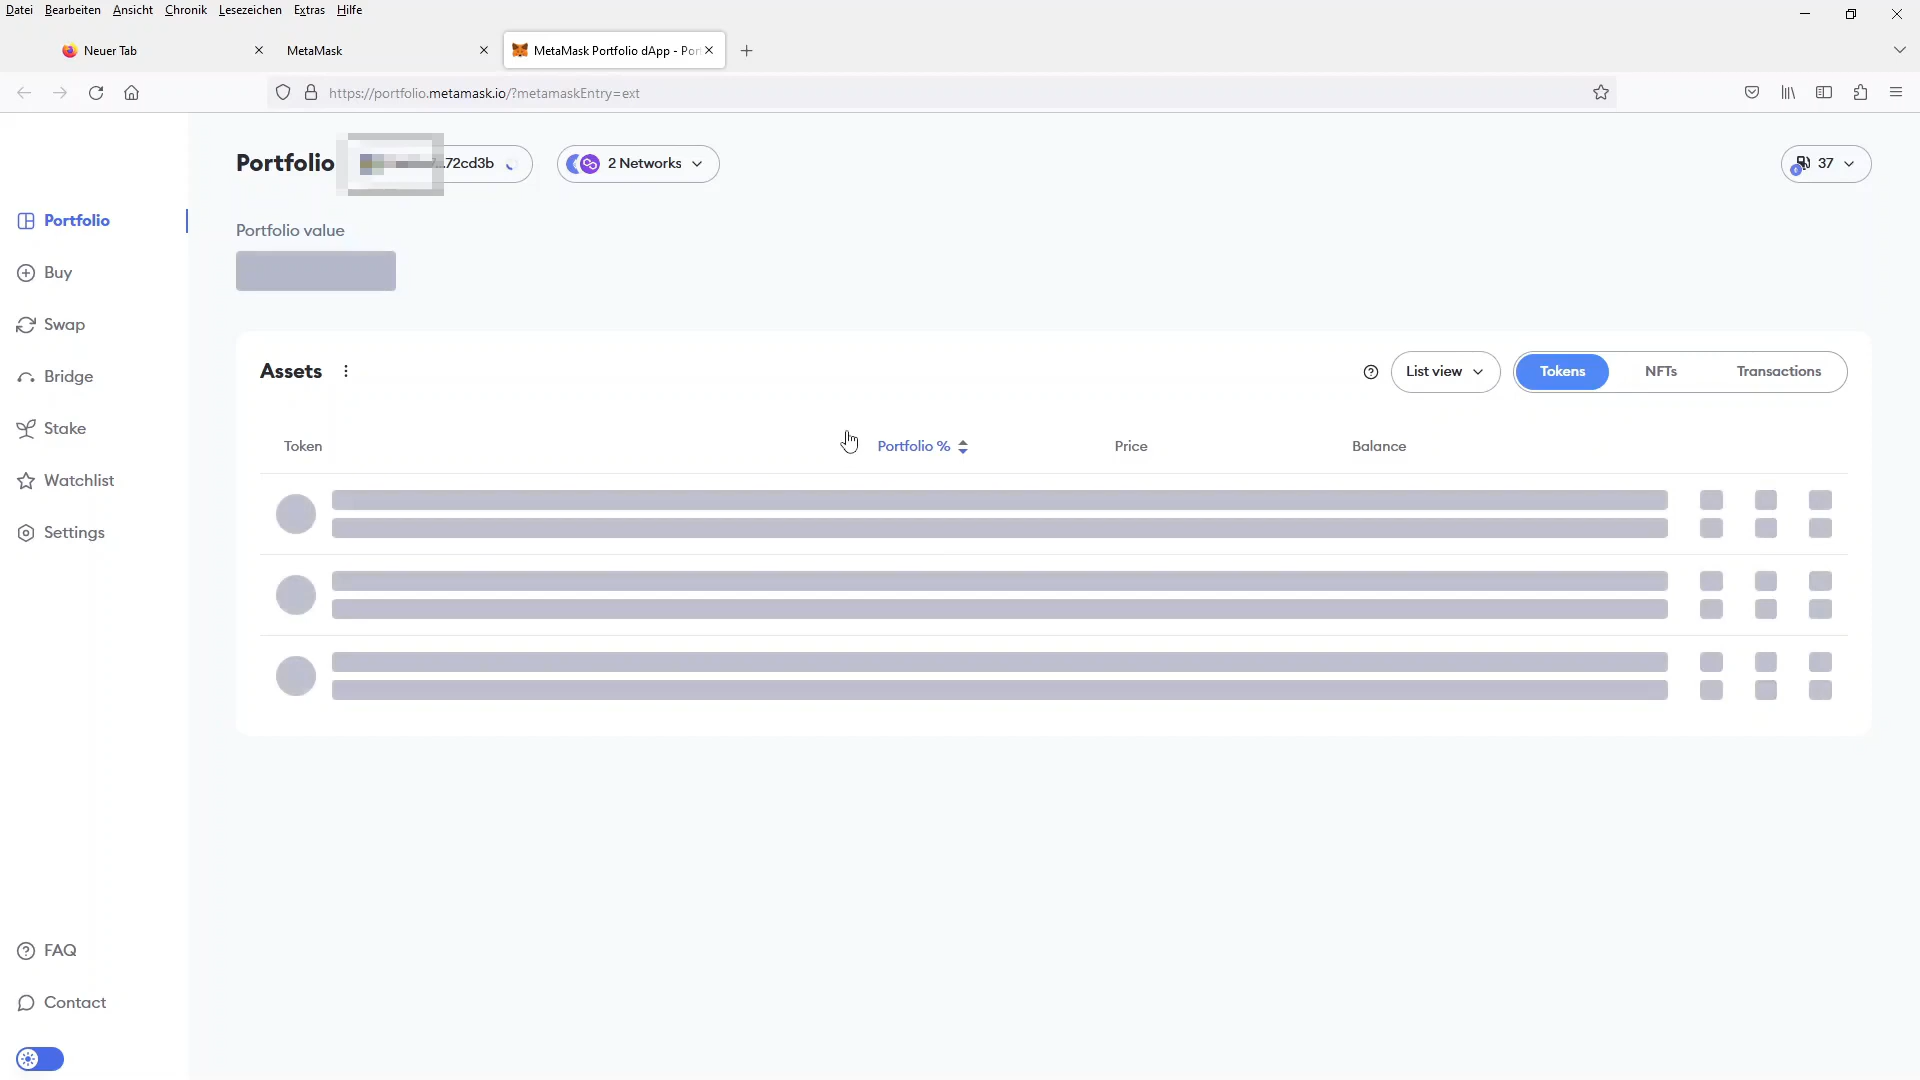 Datei Bearbeiten Ansicht Chronik Lesezeichen Extras Hilfe
Neuer Tab
MetaMask
MetaMask Portfolio dApp - Por
https://portfolio.metamask.io/?metamaskEntry=ext
Portfolio
...72cd3b
2 Networks
37
Portfolio
Buy
Swap
Bridge
Stake
Watchlist
Settings
FAQ
Contact
Portfolio value
Assets
List view
Tokens
NFTs
Transactions
Token
Portfolio %
Price
Balance